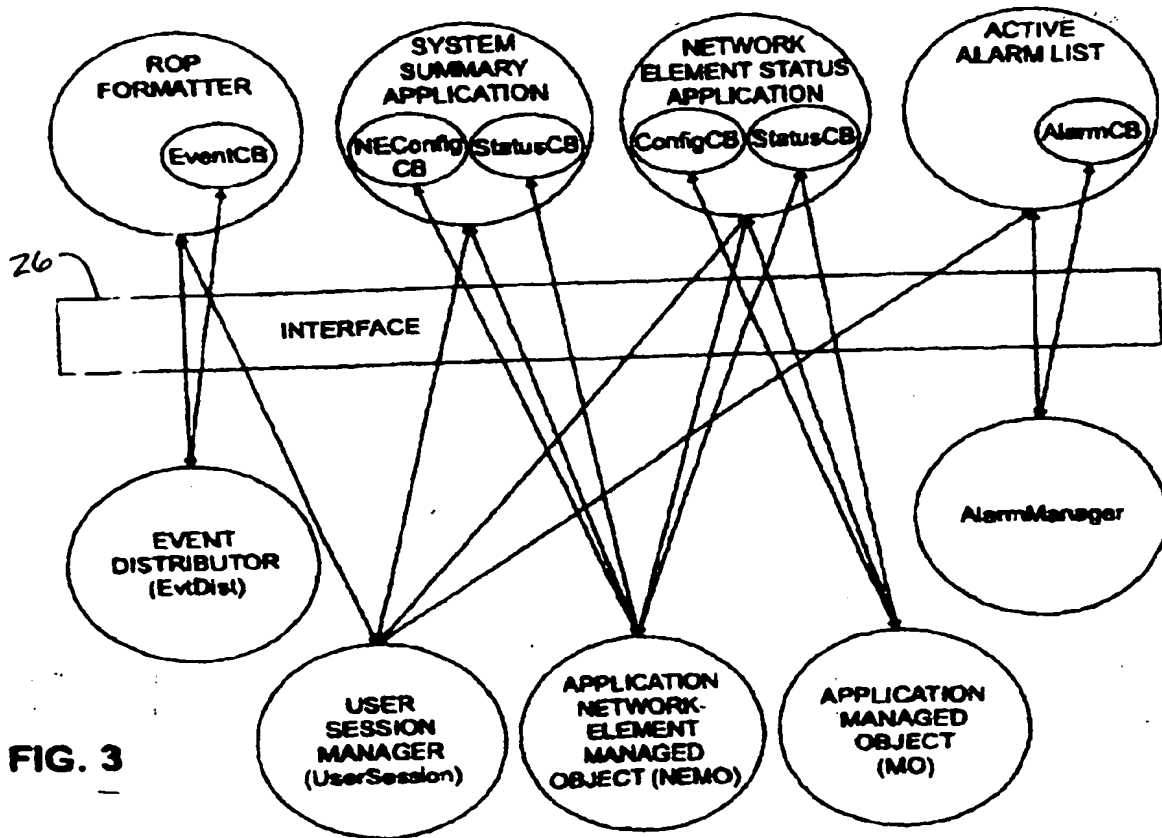 ROP
FORMATTER
EventCB
SYSTEM
SUMMARY
APPLICATION
NEConfig
CB
StatusCB
NETWORK
ELEMENT STATUS
APPLICATION
ConfigCB
StatusCB
ACTIVE
ALARM LIST
AlarmCB
26
INTERFACE
EVENT
DISTRIBUTOR
(EvtDist)
AlarmManager
USER
SESSION
MANAGER
(UserSession)
APPLICATION
NETWORK-
ELEMENT
MANAGED
OBJECT (NEMO)
APPLICATION
MANAGED
OBJECT
(MO)
FIG. 3